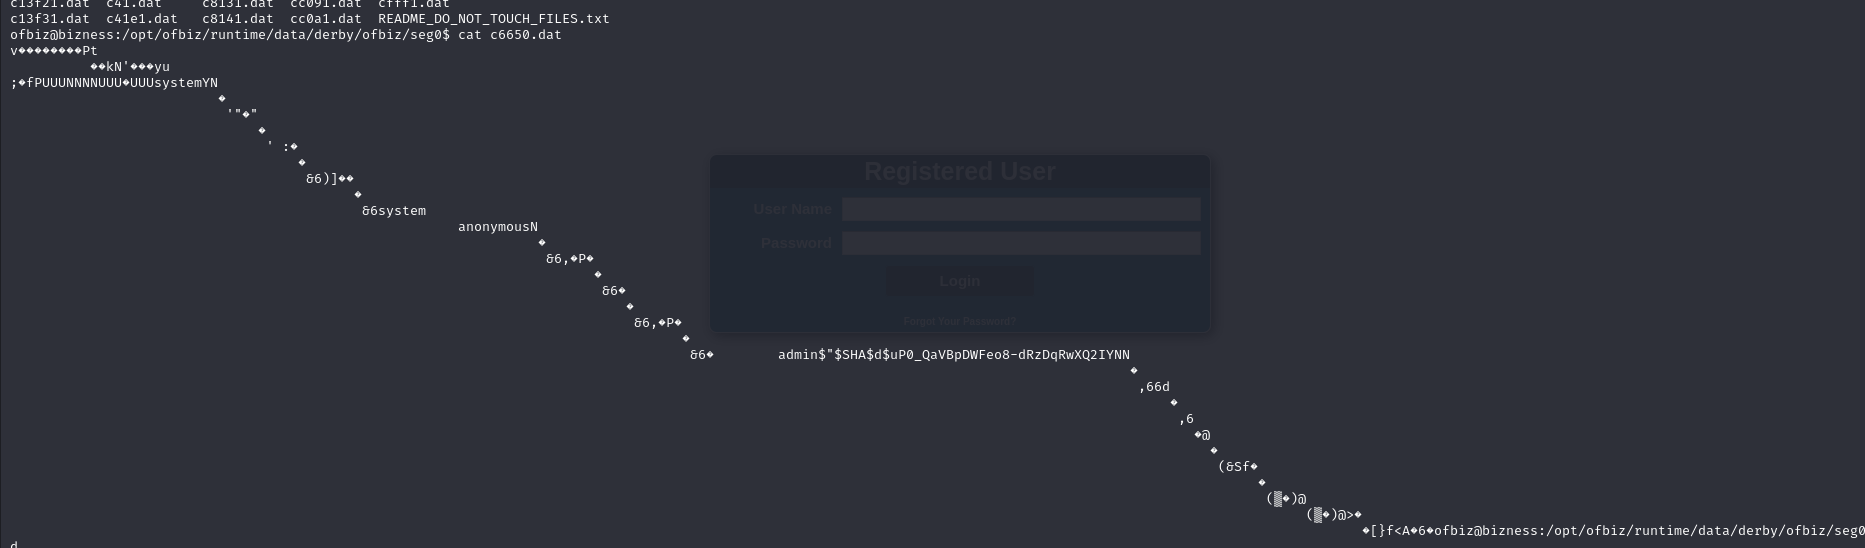 c13f21.dat  c41.dat     c8131.dat  cc091.dat  cfff1.dat
c13f31.dat  c41e1.dat   c8141.dat  cc0a1.dat  README_DO_NOT_TOUCH_FILES.txt
ofbiz@bizness:/opt/ofbiz/runtime/data/derby/ofbiz/seg0$ cat c6650.dat
v���������Pt
��kN'���yu
;�fPUUUNNNNUUU�UUUsystemYN
�
'"�"
�
' :�
�
&6)]��
�
&6system
anonymousN
�
&6,�P�
�
&6�
�
&6,�P�
�
&6�        admin$"$SHA$d$uP0_QaVBpDWFeo8-dRzDqRwXQ2IYNN
�
,66d
�
,6
�@
�
(&Sf�
�
(▒�)@
(▒�)@>�
�[}f<A�6�ofbiz@bizness:/opt/ofbiz/runtime/data/derby/ofbiz/seg0
d
Registered User
User Name
Password
Login
Forgot Your Password?